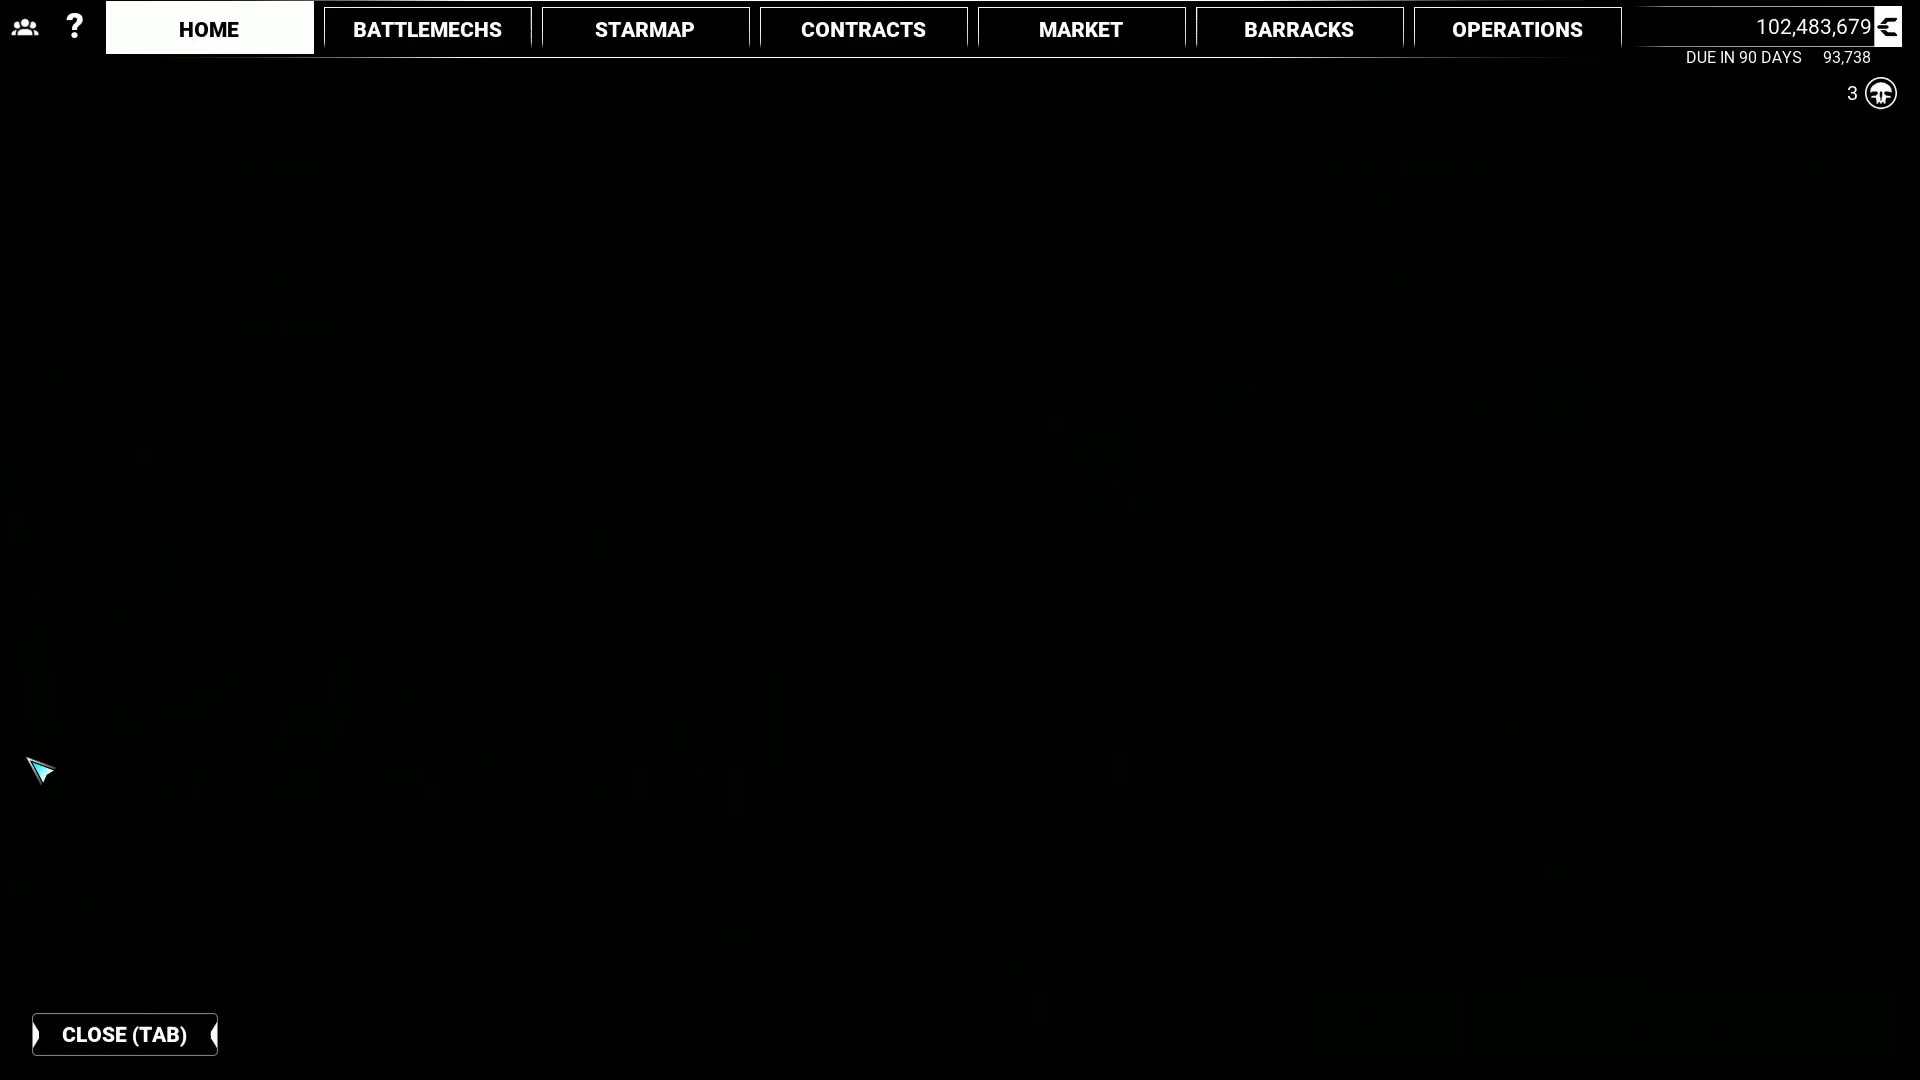 ?
HOME
BATTLEMECHS
STARMAP
CONTRACTS
MARKET
BARRACKS
OPERATIONS
102,483,679
DUE IN 90 DAYS 93,738
3
CLOSE (TAB)